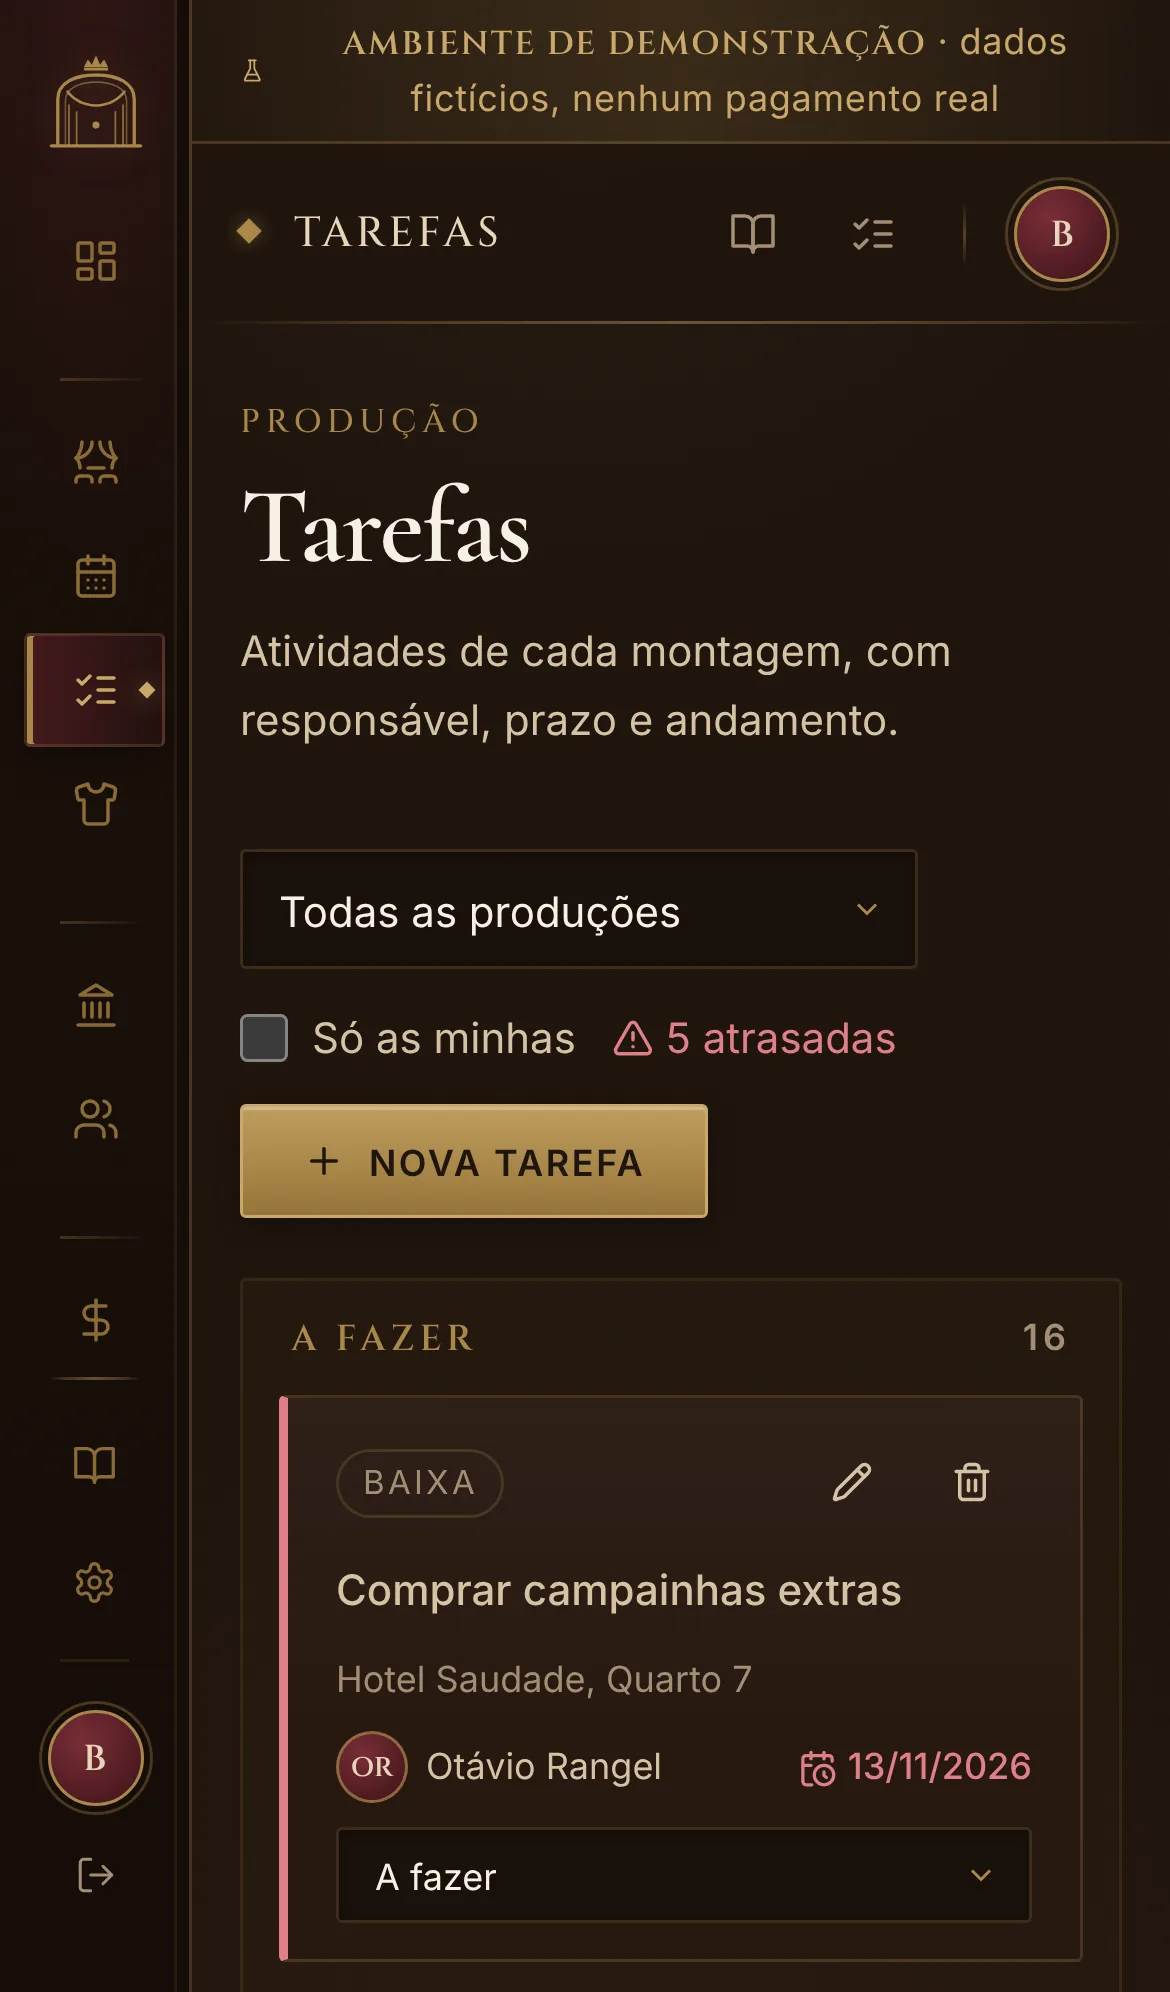 AMBIENTE DE DEMONSTRAÇÃO · dados
fictícios, nenhum pagamento real
TAREFAS
B
PRODUÇÃO
Tarefas
Atividades de cada montagem, com
responsável, prazo e andamento.
Todas as produções
Só as minhas
5 atrasadas
+ NOVA TAREFA
A FAZER
16
BAIXA
Comprar campainhas extras
Hotel Saudade, Quarto 7
OR
Otávio Rangel
13/11/2026
A fazer
B